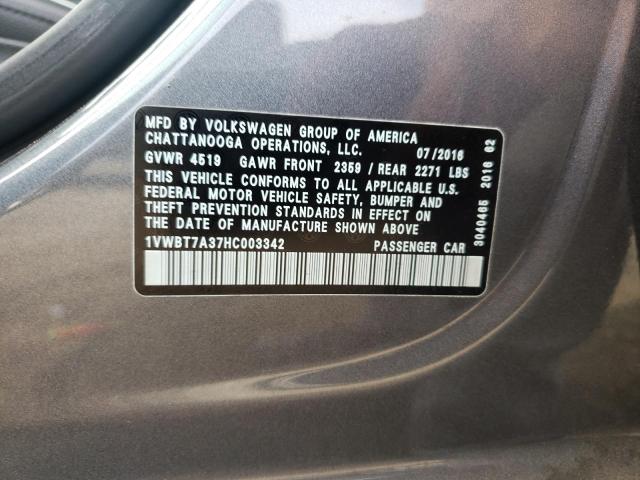 MFD BY VOLKSWAGEN GROUP OF AMERICA
CHATTANOOGA OPERATIONS, LLC. 07/2016
GVWR 4519 GAWR FRONT 2359 / REAR 2271 LBS
THIS VEHICLE CONFORMS TO ALL APPLICABLE U.S.
FEDERAL MOTOR VEHICLE SAFETY, BUMPER AND
THEFT PREVENTION STANDARDS IN EFFECT ON
THE DATE OF MANUFACTURE SHOWN ABOVE
1VWBT7A37HC003342 PASSENGER CAR
3040465 2016 62